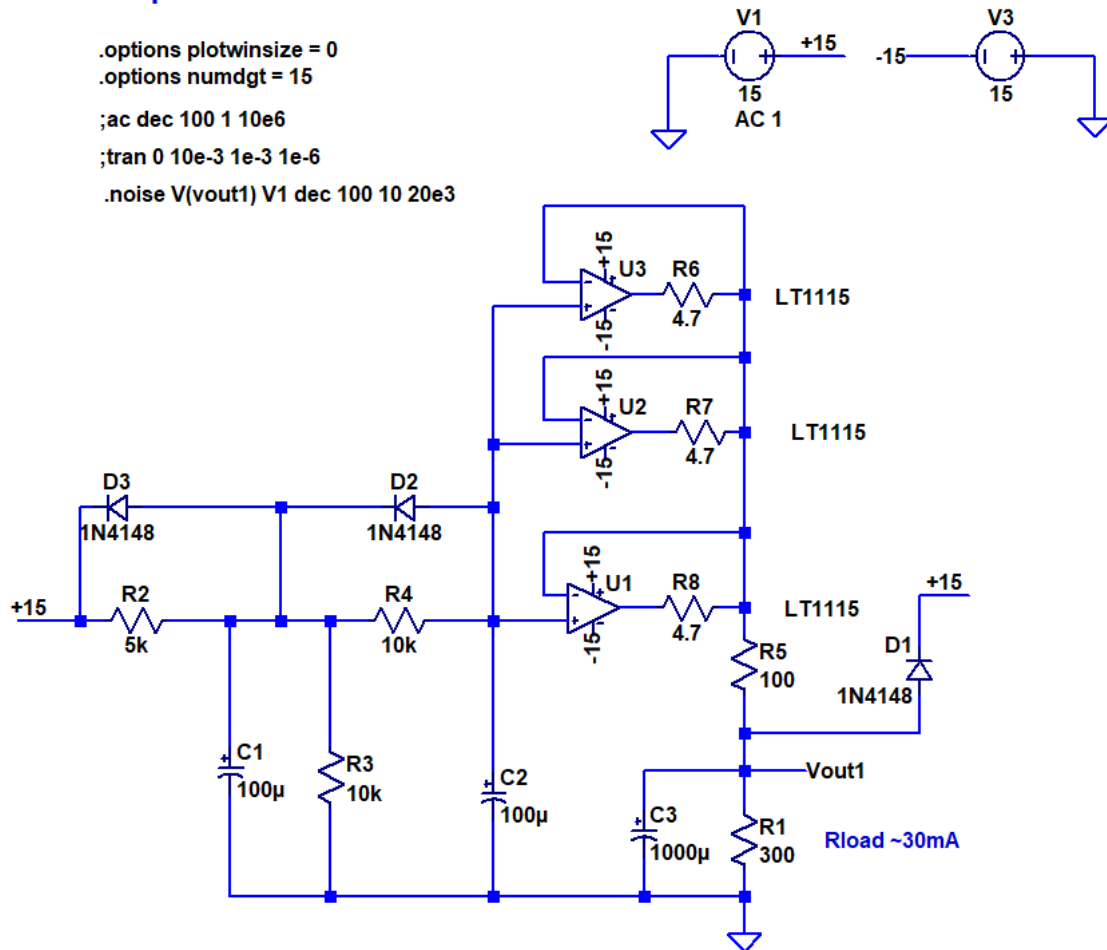 .options plotwinsize = 0
.options numdgt = 15
;ac dec 100 1 10e6
;tran 0 10e-3 1e-3 1e-6
.noise V(vout1) V1 dec 100 10 20e3
V1
+15
15
AC 1
V3
-15
15
+15
U3
-15
R6
4.7
LT1115
+15
U2
-15
R7
4.7
LT1115
D3
1N4148
D2
1N4148
+15
R2
5k
R4
10k
+15
U1
-15
R8
4.7
LT1115
+15
R5
100
D1
1N4148
C1
100µ
R3
10k
C2
100µ
Vout1
C3
1000µ
R1
300
Rload ~30mA